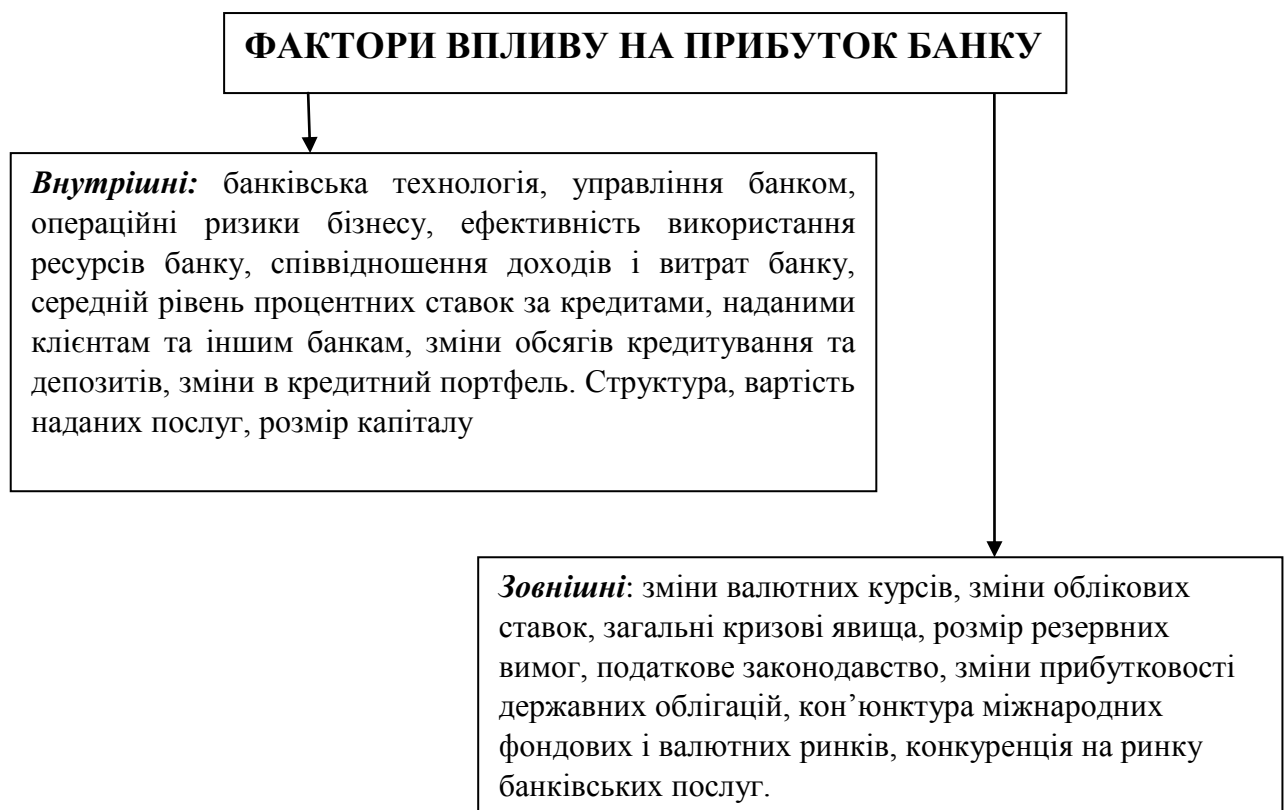 ФАКТОРИ ВПЛИВУ НА ПРИБУТОК БАНКУ
Внутрішні: банківська технологія, управління банком,
операційні ризики бізнесу, ефективність використання
ресурсів банку, співвідношення доходів і витрат банку,
середній рівень процентних ставок за кредитами, наданими
клієнтам та іншим банкам, зміни обсягів кредитування та
депозитів, зміни в кредитний портфель. Структура, вартість
наданих послуг, розмір капіталу
Зовнішні: зміни валютних курсів, зміни облікових
ставок, загальні кризові явища, розмір резервних
вимог, податкове законодавство, зміни прибутковості
державних облігацій, кон’юнктура міжнародних
фондових і валютних ринків, конкуренція на ринку
банківських послуг.